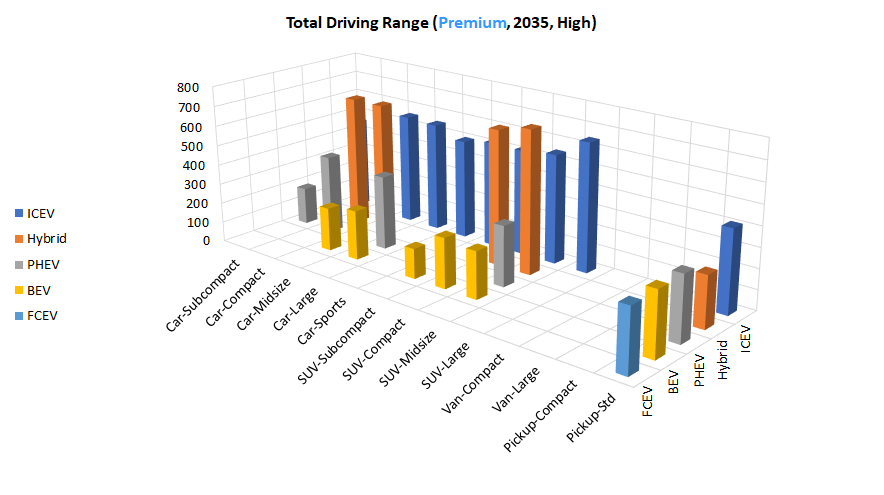 Total Driving Range (Premium, 2035, High)
800
700
600
500
400
300
200
100
0
ICEV
Hybrid
PHEV
BEV
FCEV
Car-Subcompact
Car-Compact
Car-Midsize
Car-Large
Car-Sports
SUV-Subcompact
SUV-Compact
SUV-Midsize
SUV-Large
Van-Compact
Van-Large
Pickup-Compact
Pickup-Std
FCEV
BEV
PHEV
Hybrid
ICEV